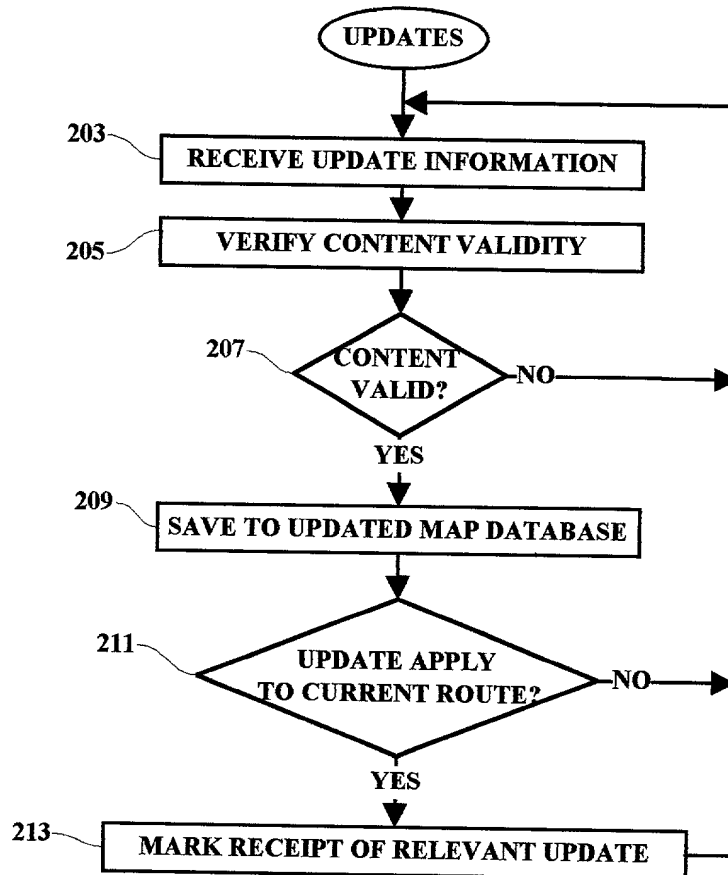 UPDATES
203
RECEIVE UPDATE INFORMATION
205
VERIFY CONTENT VALIDITY
207
CONTENT
VALID?
NO
YES
209
SAVE TO UPDATED MAP DATABASE
211
UPDATE APPLY
TO CURRENT ROUTE?
NO
YES
213
MARK RECEIPT OF RELEVANT UPDATE